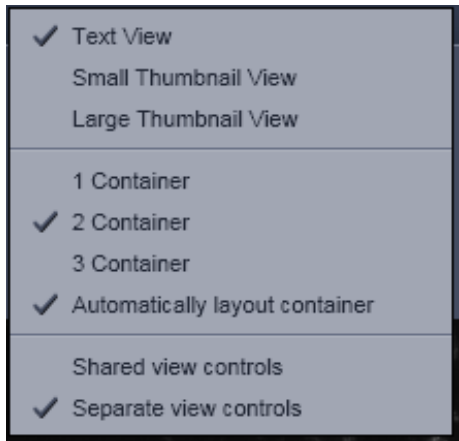 Text View
Small Thumbnail View
Large Thumbnail View
1 Container
2 Container
3 Container
Automatically layout container
Shared view controls
Separate view controls